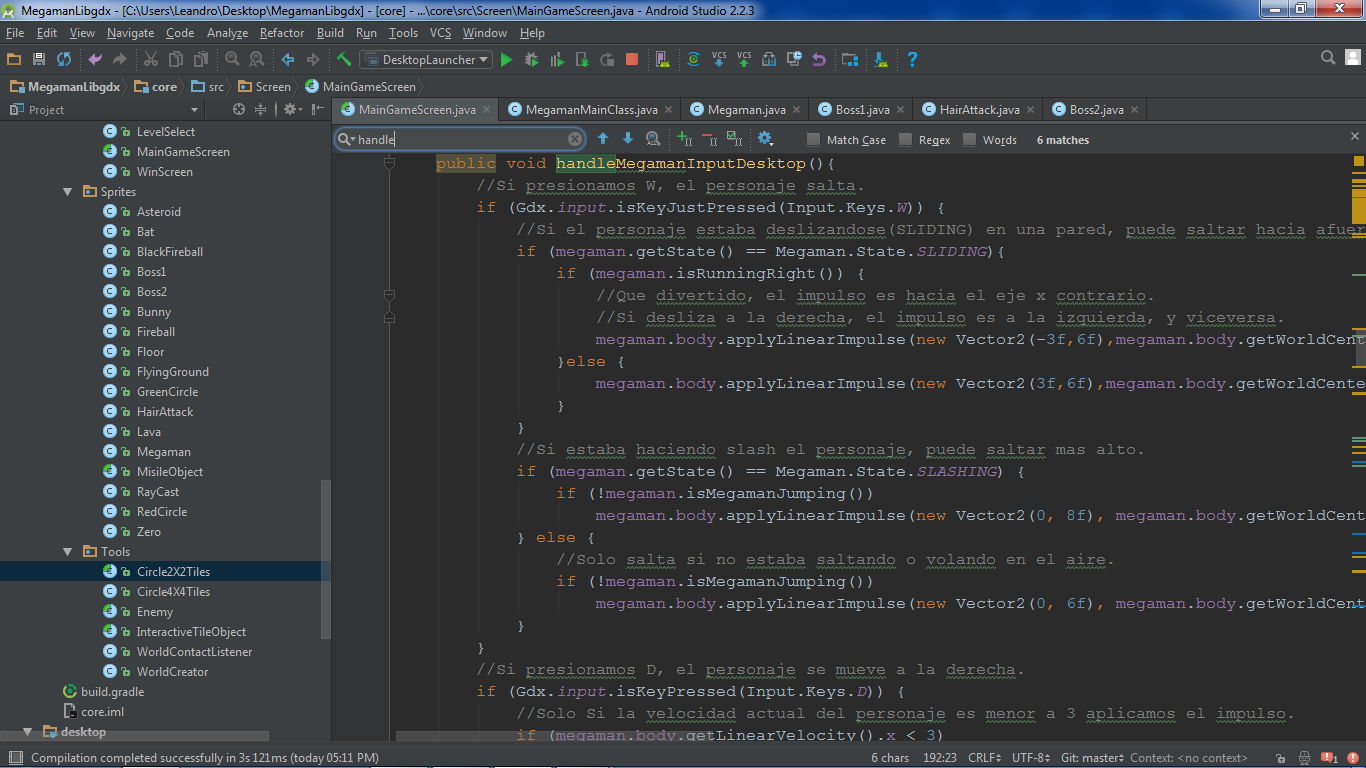 MegamanLibgdx - [C:\Users\Leandro\Desktop\MegamanLibgdx] - [core] - ...\core\src\Screen\MainGameScreen.java - Android Studio 2.2.3
File Edit View Navigate Code Analyze Refactor Build Run Tools VCS Window Help
DesktopLauncher
VCS VCS
MegamanLibgdx core src Screen MainGameScreen
Project
MainGameScreen.java MegamanMainClass.java Megaman.java Boss1.java HairAttack.java Boss2.java
handle
Match Case Regex Words 6 matches
LevelSelect
MainGameScreen
WinScreen
Sprites
Asteroid
Bat
BlackFireball
Boss1
Boss2
Bunny
Fireball
Floor
FlyingGround
GreenCircle
HairAttack
Lava
Megaman
MisileObject
RayCast
RedCircle
Zero
Tools
Circle2X2Tiles
Circle4X4Tiles
Enemy
InteractiveTileObject
WorldContactListener
WorldCreator
build.gradle
core.iml
desktop
public void handleMegamanInputDesktop(){
//Si presionamos W, el personaje salta.
if (Gdx.input.isKeyJustPressed(Input.Keys.W)) {
//Si el personaje estaba deslizandose(SLIDING) en una pared, puede saltar hacia afuer
if (megaman.getState() == Megaman.State.SLIDING){
if (megaman.isRunningRight()) {
//Que divertido, el impulso es hacia el eje x contrario.
//Si desliza a la derecha, el impulso es a la izquierda, y viceversa.
megaman.body.applyLinearImpulse(new Vector2(-3f,6f),megaman.body.getWorldCent
}else {
megaman.body.applyLinearImpulse(new Vector2(3f,6f),megaman.body.getWorldCente
}
}
//Si estaba haciendo slash el personaje, puede saltar mas alto.
if (megaman.getState() == Megaman.State.SLASHING) {
if (!megaman.isMegamanJumping())
megaman.body.applyLinearImpulse(new Vector2(0, 8f), megaman.body.getWorldCent
} else {
//Solo salta si no estaba saltando o volando en el aire.
if (!megaman.isMegamanJumping())
megaman.body.applyLinearImpulse(new Vector2(0, 6f), megaman.body.getWorldCent
}
}
//Si presionamos D, el personaje se mueve a la derecha.
if (Gdx.input.isKeyPressed(Input.Keys.D)) {
//Solo Si la velocidad actual del personaje es menor a 3 aplicamos el impulso.
if (megaman.body.getLinearVelocity().x < 3)
Compilation completed successfully in 3s 121ms (today 05:11 PM) 6 chars 192:23 CRLF UTF-8 Git: master Context: <no context> 1